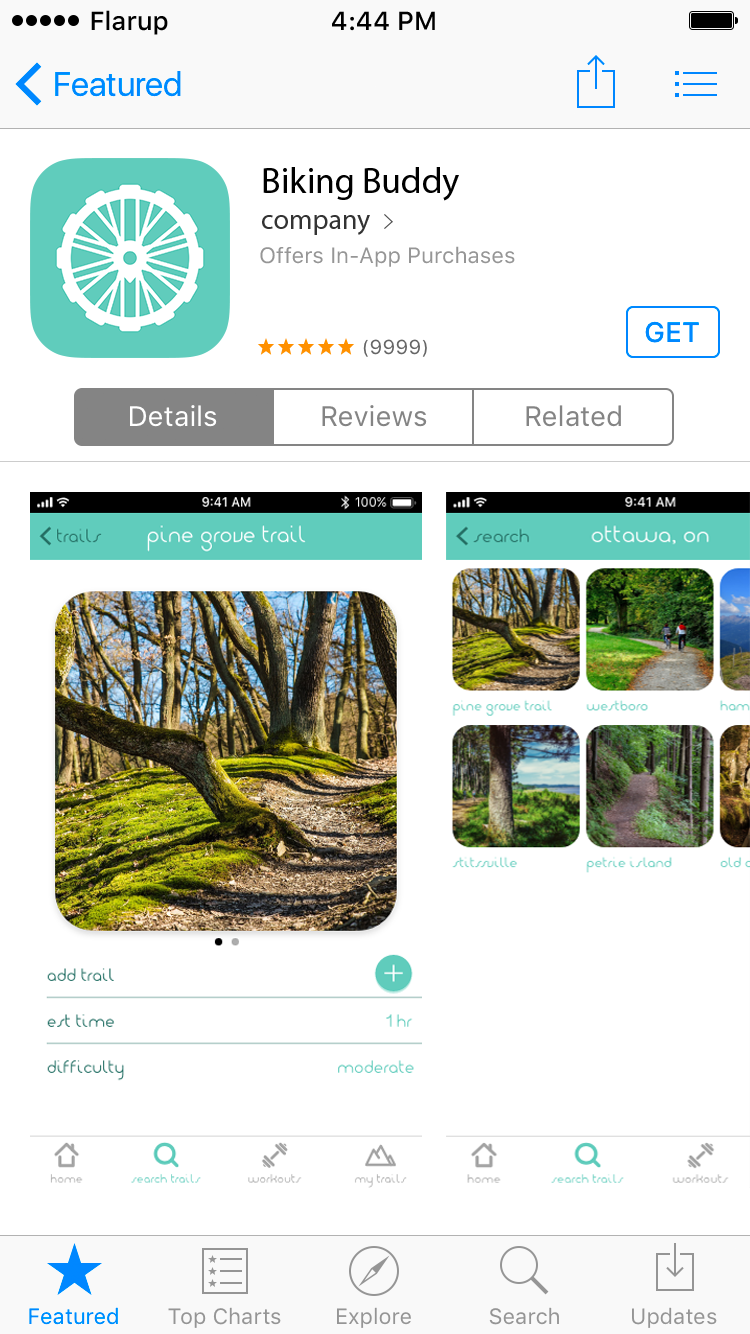 Flarup 4:44 PM
Featured
Biking Buddy
company >
Offers In-App Purchases
★★★★★ (9999)
GET
Details Reviews Related
9:41 AM 100%
trails pine grove trail
add trail
est time 1 hr
difficulty moderate
home search trails workouts my trails
9:41 AM
search ottawa, on
pine grove trail westboro ham
stitsville petrie island old
home search trails workouts
Featured Top Charts Explore Search Updates